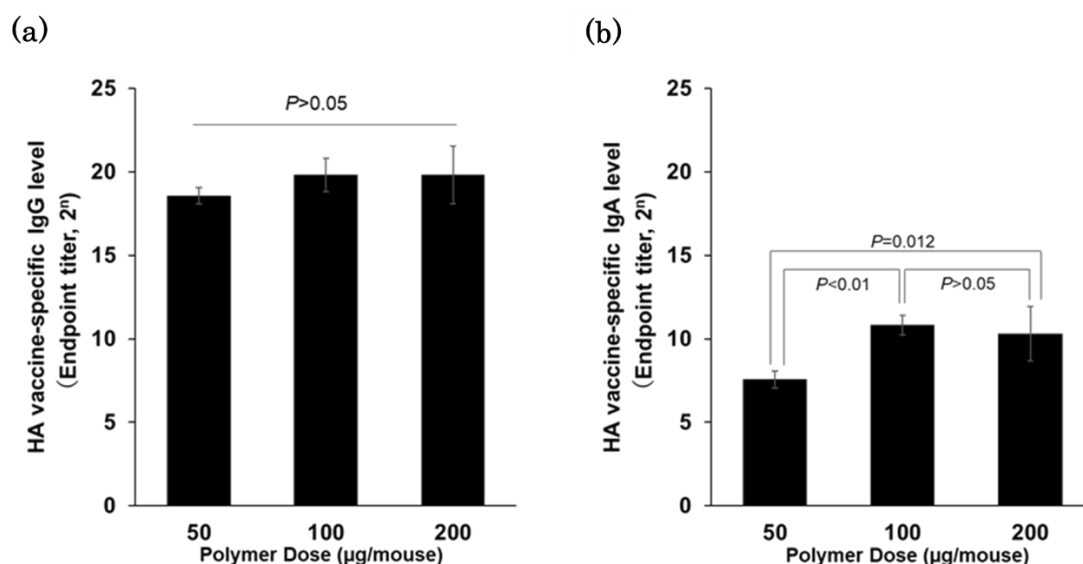 (a)
HA vaccine-specific IgG level
(Endpoint titer, 2ⁿ)
25
20
15
10
5
0
P>0.05
50 100 200
Polymer Dose (μg/mouse)
(b)
HA vaccine-specific IgA level
(Endpoint titer, 2ⁿ)
25
20
15
10
5
0
P=0.012
P<0.01 P>0.05
50 100 200
Polymer Dose (μg/mouse)